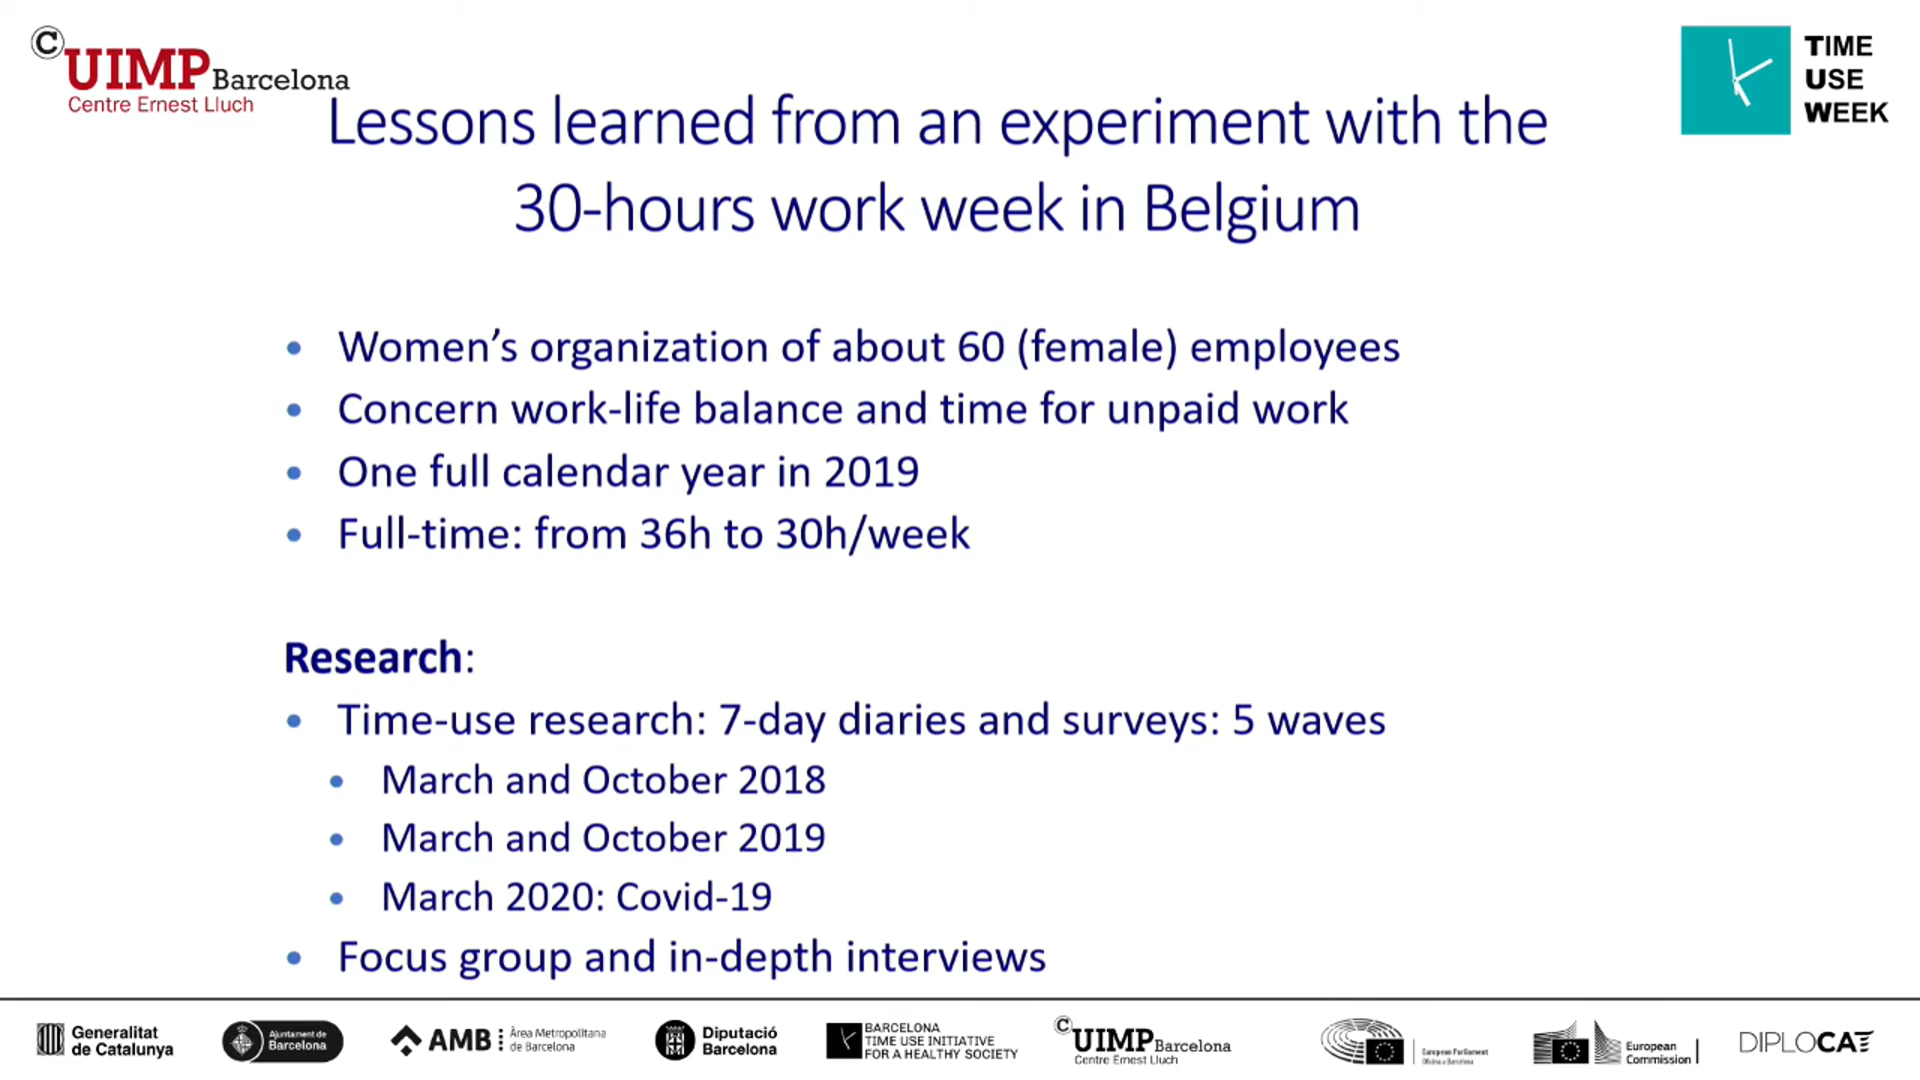 © UIMP Barcelona
Centre Ernest Lluch
TIME
USE
WEEK
Lessons learned from an experiment with the
30-hours work week in Belgium
• Women’s organization of about 60 (female) employees
• Concern work-life balance and time for unpaid work
• One full calendar year in 2019
• Full-time: from 36h to 30h/week
Research:
• Time-use research: 7-day diaries and surveys: 5 waves
• March and October 2018
• March and October 2019
• March 2020: Covid-19
• Focus group and in-depth interviews
Generalitat
de Catalunya
Ajuntament de
Barcelona
AMB Àrea Metropolitana
de Barcelona
Diputació
Barcelona
BARCELONA
TIME USE INITIATIVE
FOR A HEALTHY SOCIETY
© UIMP Barcelona
Centre Ernest Lluch
European Parliament
Oficina a Barcelona
European
Commission
DIPLOCAT